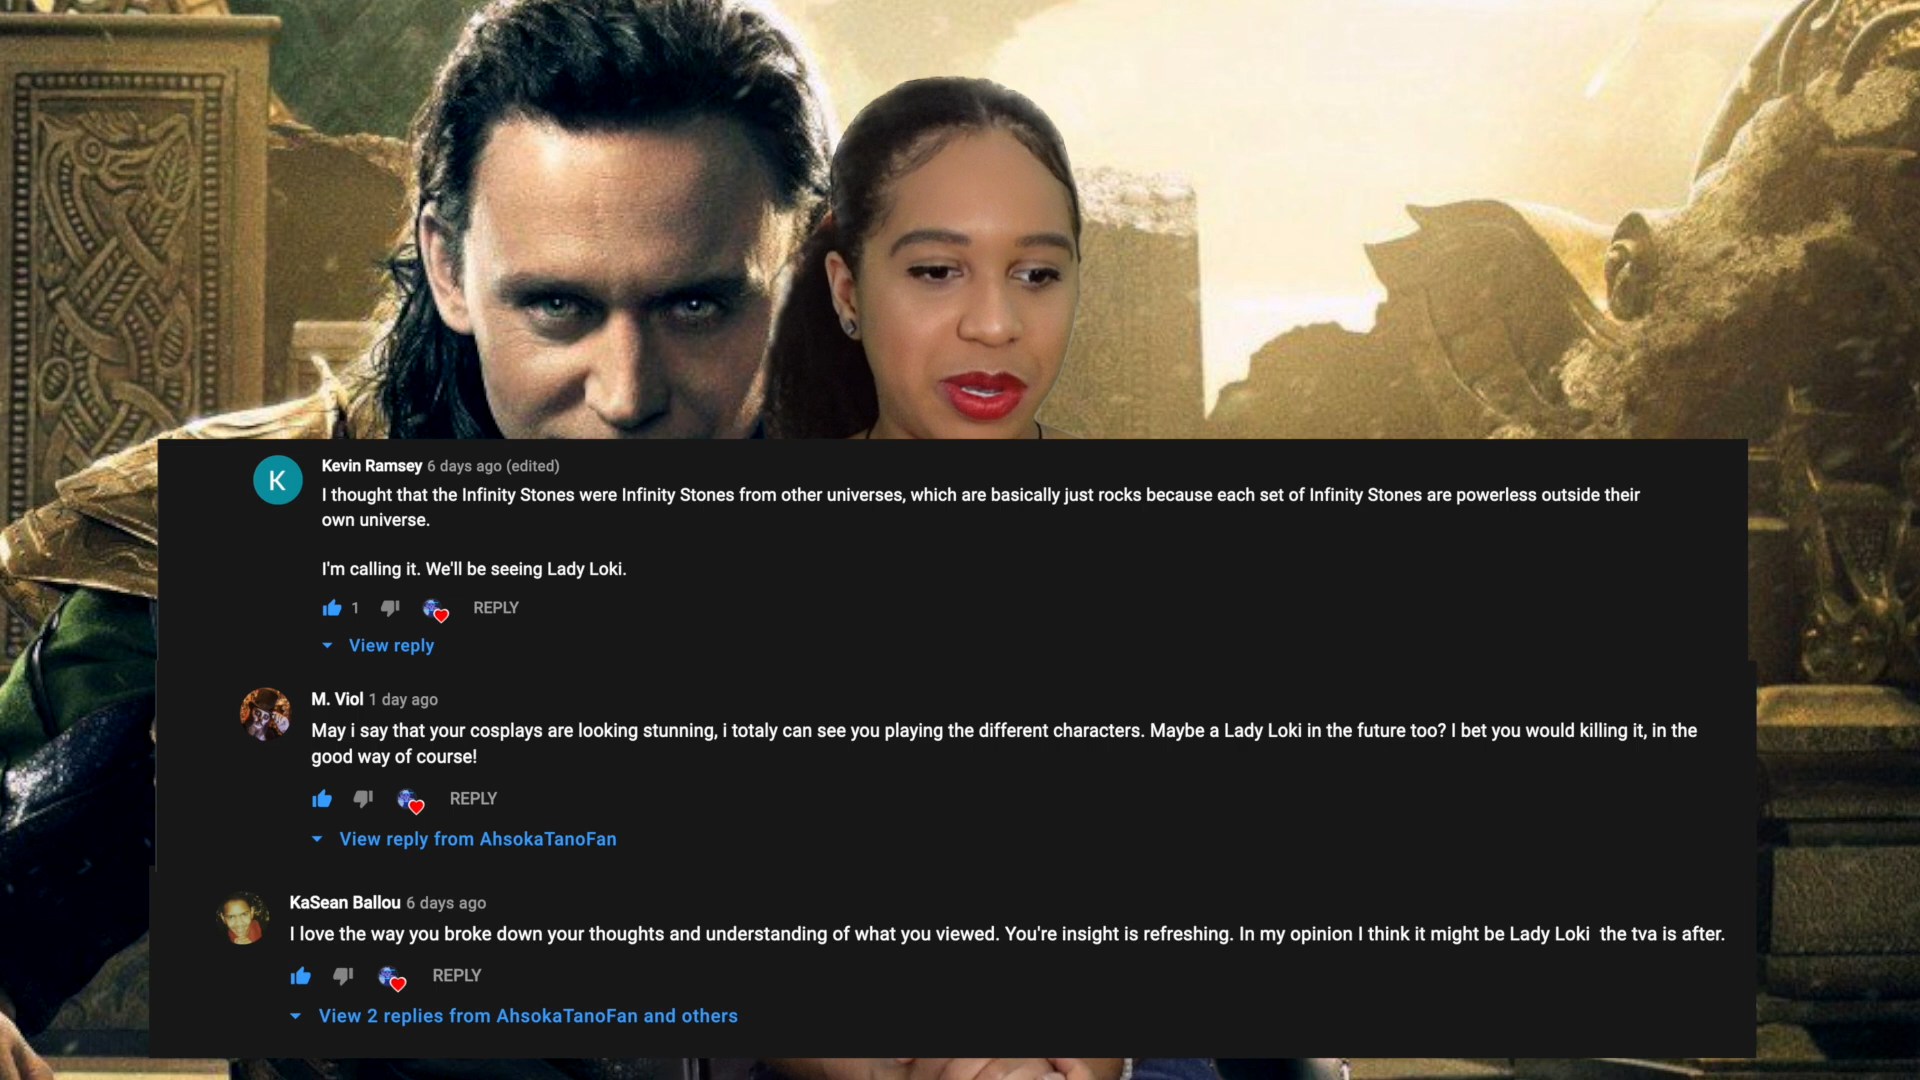 K
Kevin Ramsey 6 days ago (edited)
I thought that the Infinity Stones were Infinity Stones from other universes, which are basically just rocks because each set of Infinity Stones are powerless outside their
own universe.
I'm calling it. We'll be seeing Lady Loki.
1 REPLY
View reply
M. Viol 1 day ago
May i say that your cosplays are looking stunning, i totaly can see you playing the different characters. Maybe a Lady Loki in the future too? I bet you would killing it, in the
good way of course!
REPLY
View reply from AhsokaTanoFan
KaSean Ballou 6 days ago
I love the way you broke down your thoughts and understanding of what you viewed. You're insight is refreshing. In my opinion I think it might be Lady Loki  the tva is after.
REPLY
View 2 replies from AhsokaTanoFan and others